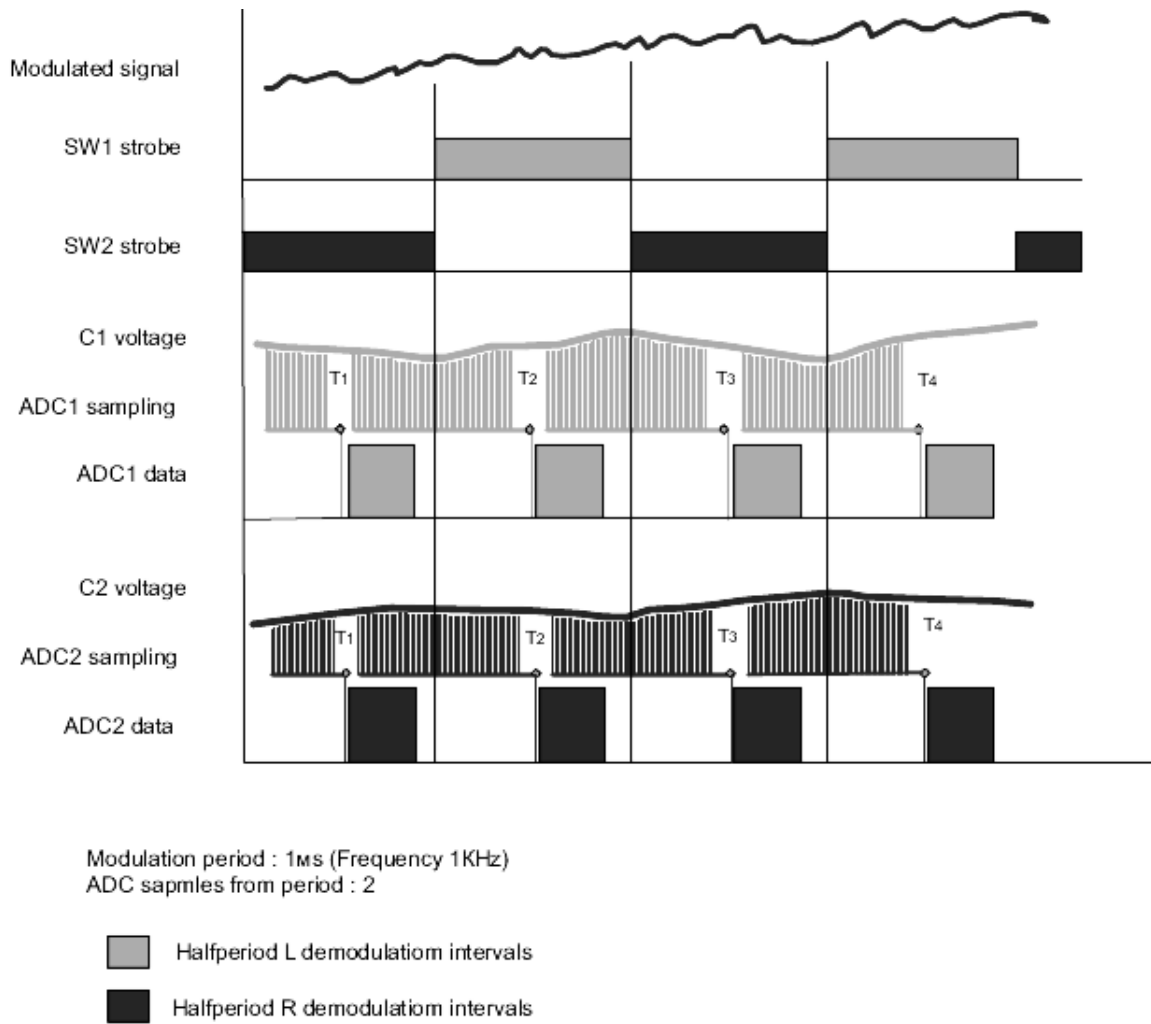 Modulated signal
SW1 strobe
SW2 strobe
C1 voltage
T1 T2 T3 T4
ADC1 sampling
ADC1 data
C2 voltage
T1 T2 T3 T4
ADC2 sampling
ADC2 data
Modulation period : 1мs (Frequency 1KHz)
ADC sapmles from period : 2
Halfperiod L demodulatiom intervals
Halfperiod R demodulatiom intervals